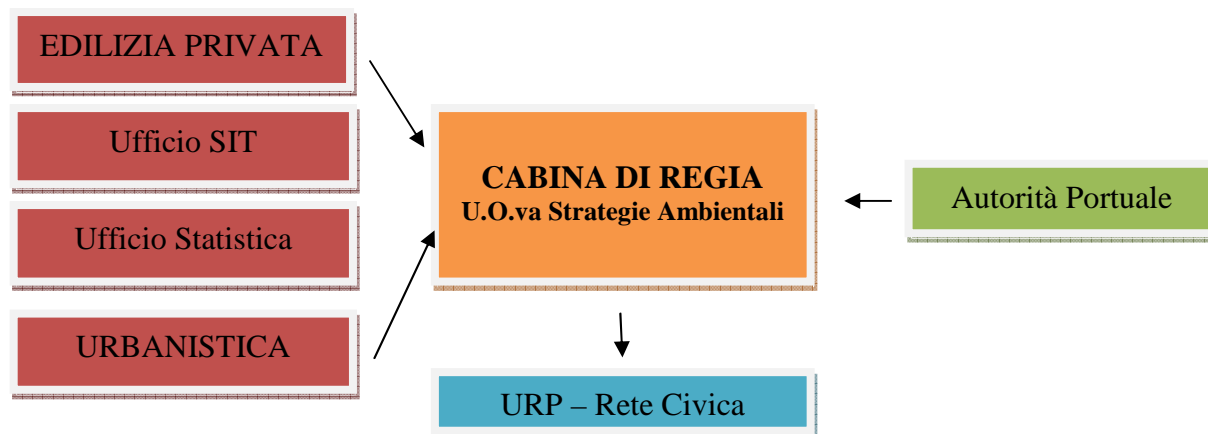 EDILIZIA PRIVATA
Ufficio SIT
Ufficio Statistica
URBANISTICA
CABINA DI REGIA
U.O.va Strategie Ambientali
Autorità Portuale
URP – Rete Civica